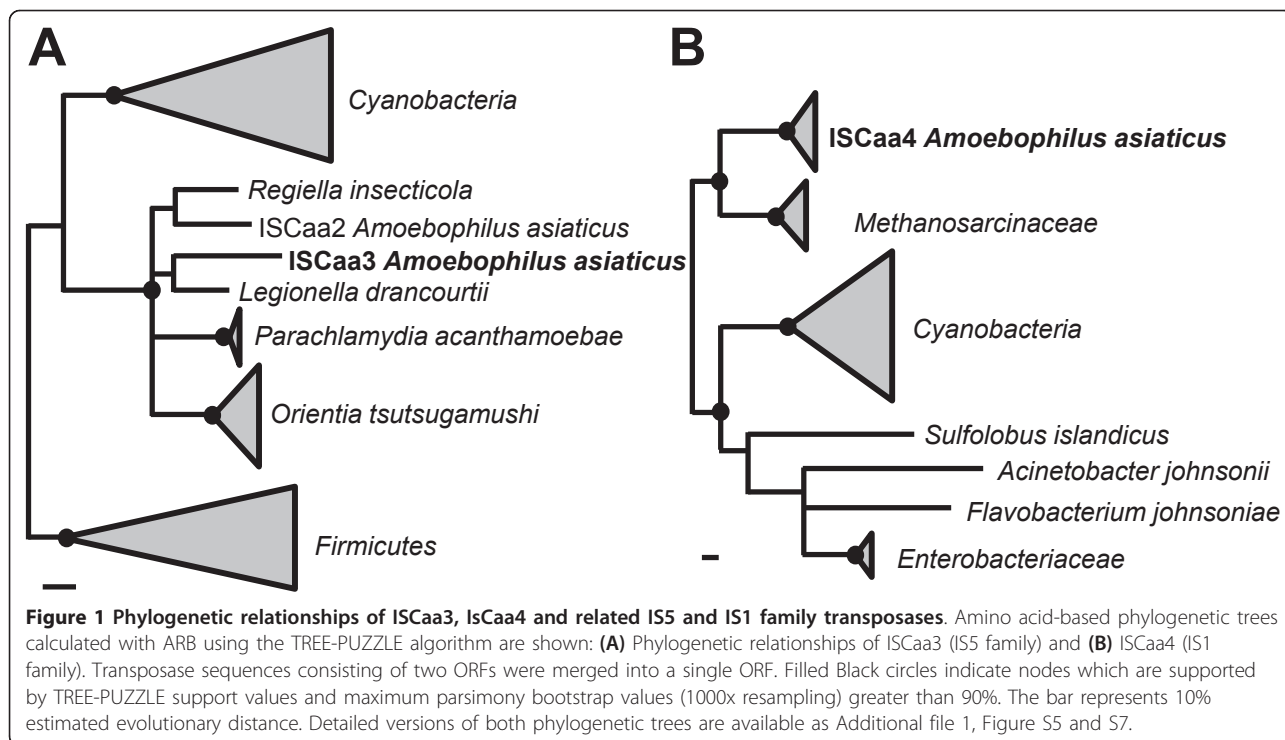 A
Cyanobacteria
Regiella insecticola
ISCaa2 Amoebophilus asiaticus
ISCaa3 Amoebophilus asiaticus
Legionella drancourtii
Parachlamydia acanthamoebae
Orientia tsutsugamushi
Firmicutes
B
ISCaa4 Amoebophilus asiaticus
Methanosarcinaceae
Cyanobacteria
Sulfolobus islandicus
Acinetobacter johnsonii
Flavobacterium johnsoniae
Enterobacteriaceae
Figure 1 Phylogenetic relationships of ISCaa3, IsCaa4 and related IS5 and IS1 family transposases. Amino acid-based phylogenetic trees
calculated with ARB using the TREE-PUZZLE algorithm are shown: (A) Phylogenetic relationships of ISCaa3 (IS5 family) and (B) ISCaa4 (IS1
family). Transposase sequences consisting of two ORFs were merged into a single ORF. Filled Black circles indicate nodes which are supported
by TREE-PUZZLE support values and maximum parsimony bootstrap values (1000x resampling) greater than 90%. The bar represents 10%
estimated evolutionary distance. Detailed versions of both phylogenetic trees are available as Additional file 1, Figure S5 and S7.